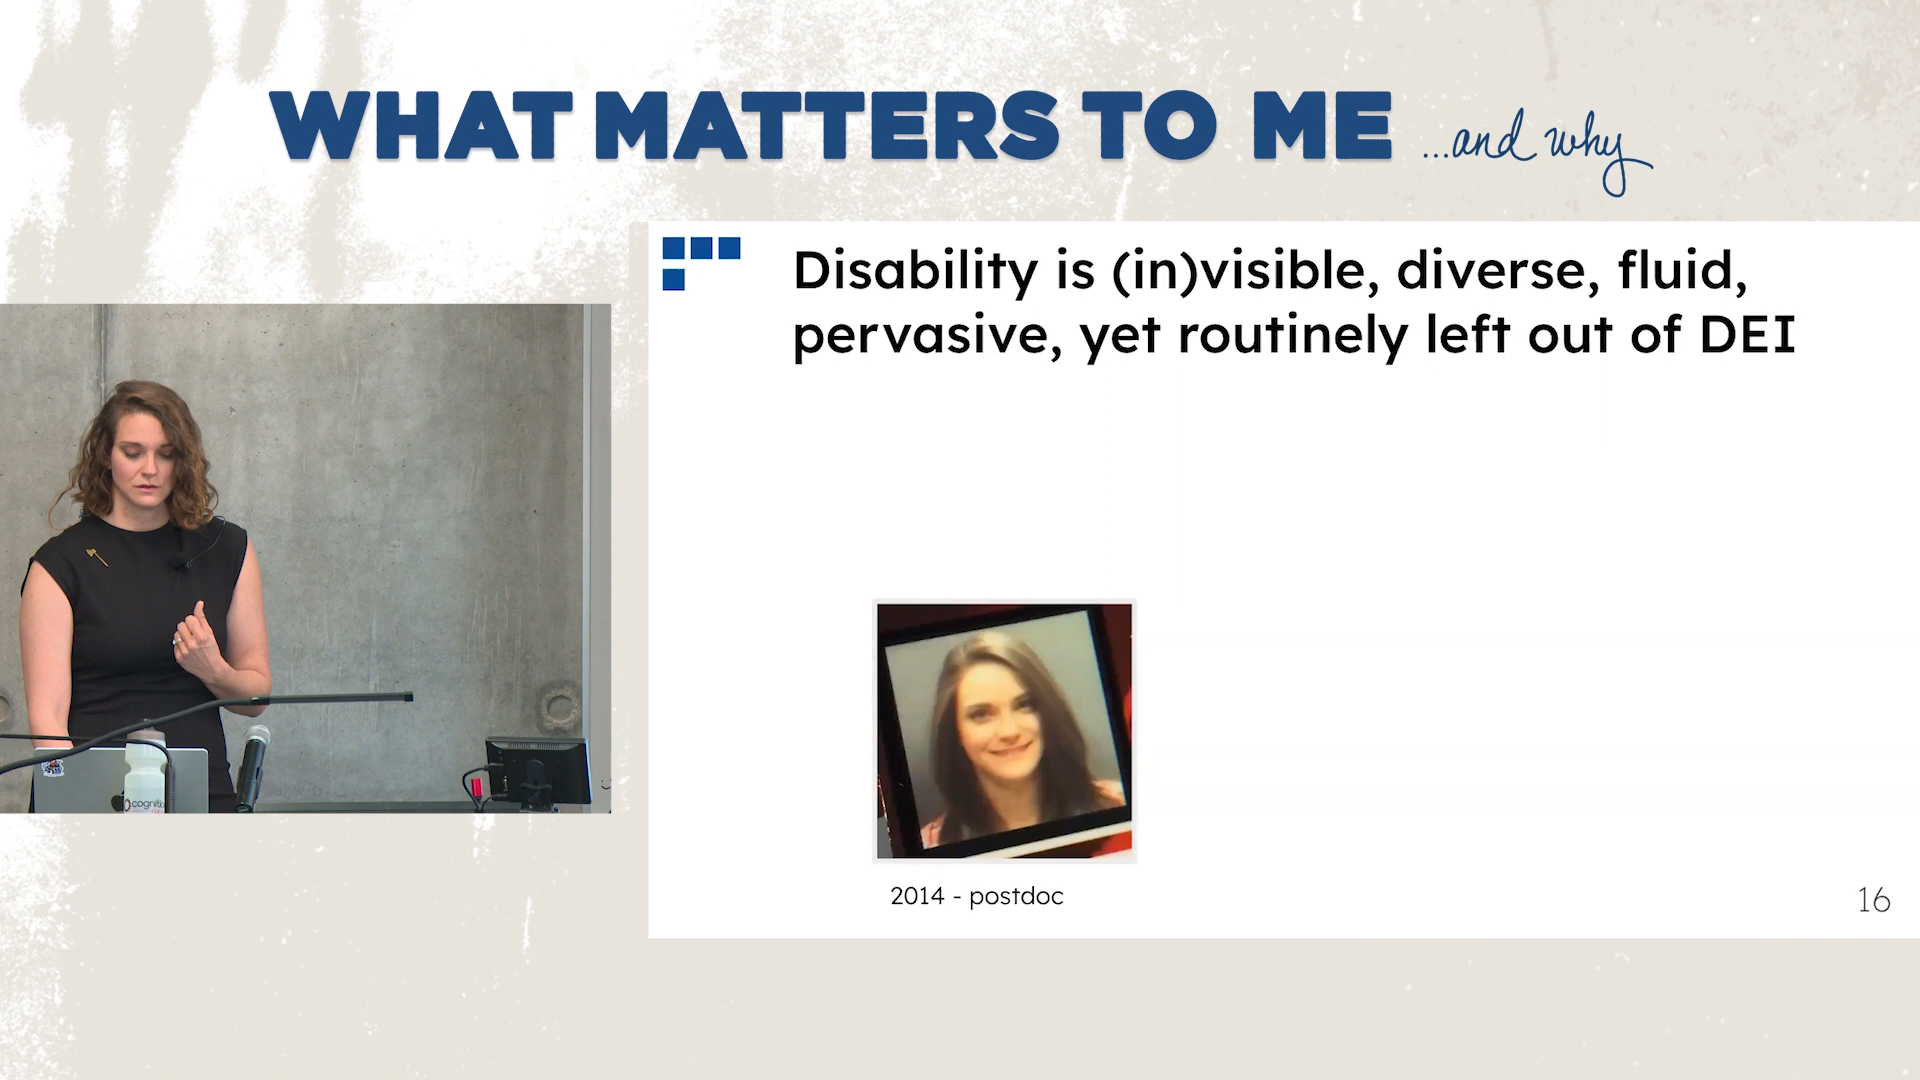 WHAT MATTERS TO ME ...and why
Disability is (in)visible, diverse, fluid,
pervasive, yet routinely left out of DEI
2014 - postdoc
16